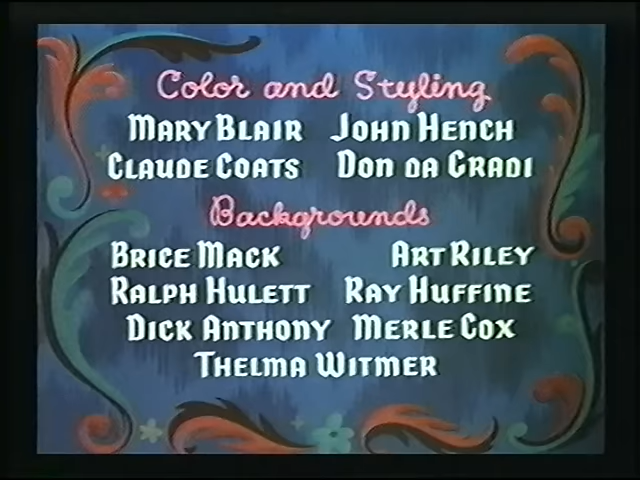 Color and Styling
Mary Blair John Hench
Claude Coats Don da Gradi
Backgrounds
Brice Mack Art Riley
Ralph Hulett Ray Huffine
Dick Anthony Merle Cox
Thelma Witmer